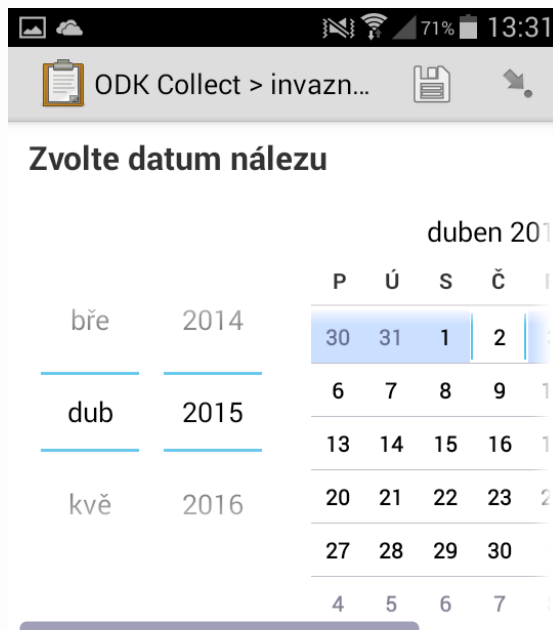 71% 13:31
ODK Collect > invazn...
Zvolte datum nálezu
duben 201
P Ú S Č
bře 2014
30 31 1 2
dub 2015
6 7 8 9
13 14 15 16
kvě 2016
20 21 22 23
27 28 29 30
4 5 6 7